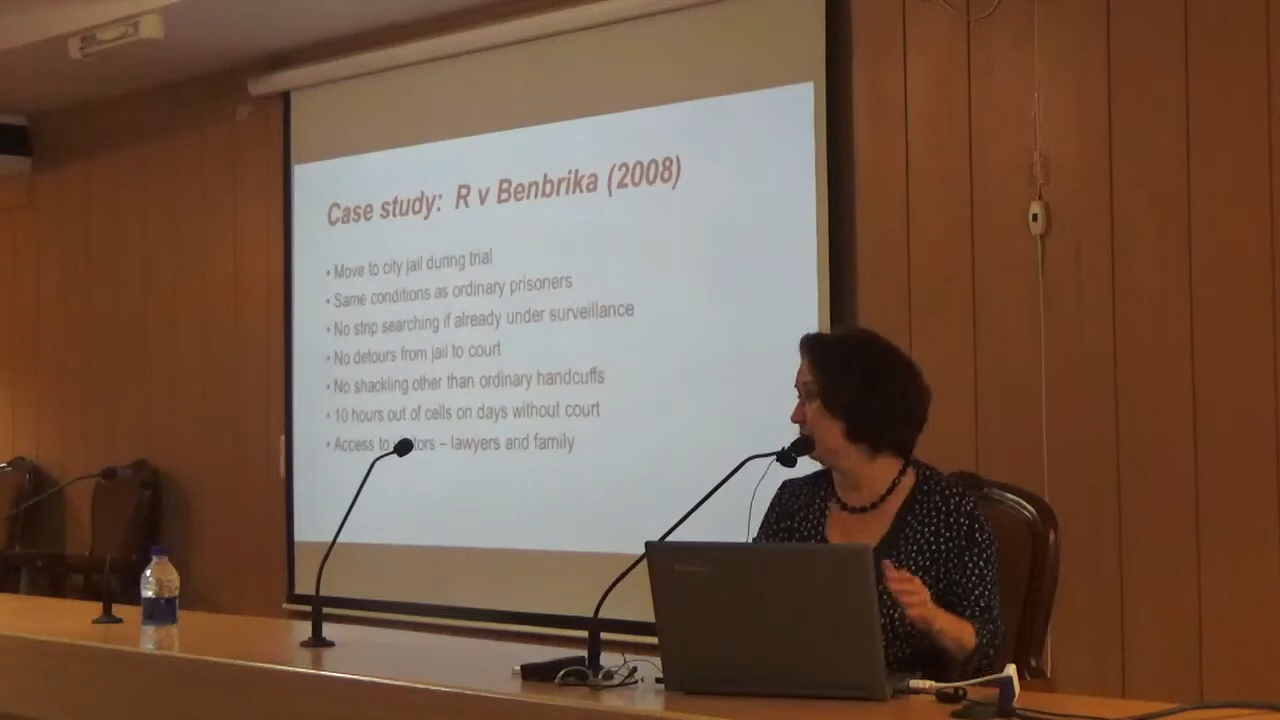 Case study: R v Benbrika (2008)
• Move to city jail during trial
• Same conditions as ordinary prisoners
• No strip searching if already under surveillance
• No detours from jail to court
• No shackling other than ordinary handcuffs
• 10 hours out of cells on days without court
• Access to – lawyers and family